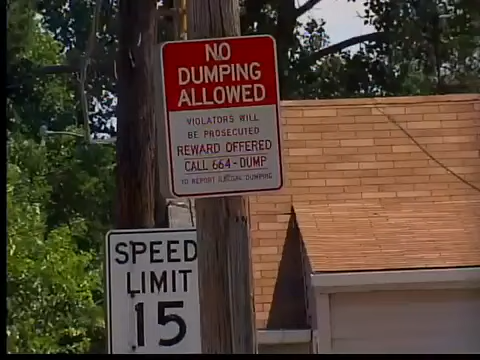 NO
DUMPING
ALLOWED
VIOLATORS WILL
BE PROSECUTED
REWARD OFFERED
CALL 664-DUMP
TO REPORT ILLEGAL DUMPING
SPEED
LIMIT
15